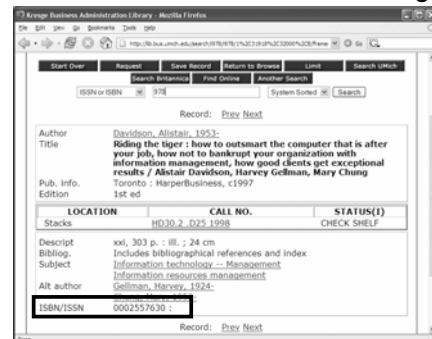 Kresge Business Administration Library - Mozilla Firefox
File Edit View Go Bookmarks Tools Help
Go
Start Over Request Save Record Return to Browse Limit Search UMich
Search Britannica Find Online Another Search
ISSN or ISBN 978 System Sorted Search
Record: Prev Next
Author Davidson, Alistair, 1953-
Title Riding the tiger : how to outsmart the computer that is after
your job, how not to bankrupt your organization with
information management, how good clients get exceptional
results / Alistair Davidson, Harvey Gellman, Mary Chung
Pub. Info. Toronto : HarperBusiness, c1997
Edition 1st ed
LOCATION CALL NO. STATUS(I)
Stacks HD30.2 .D25 1998 CHECK SHELF
Descript xxi, 303 p. : ill. ; 24 cm
Bibliog. Includes bibliographical references and index
Subject Information technology -- Management
Information resources management
Alt author Gellman, Harvey, 1924-
ISBN/ISSN 0002557630 :
Record: Prev Next